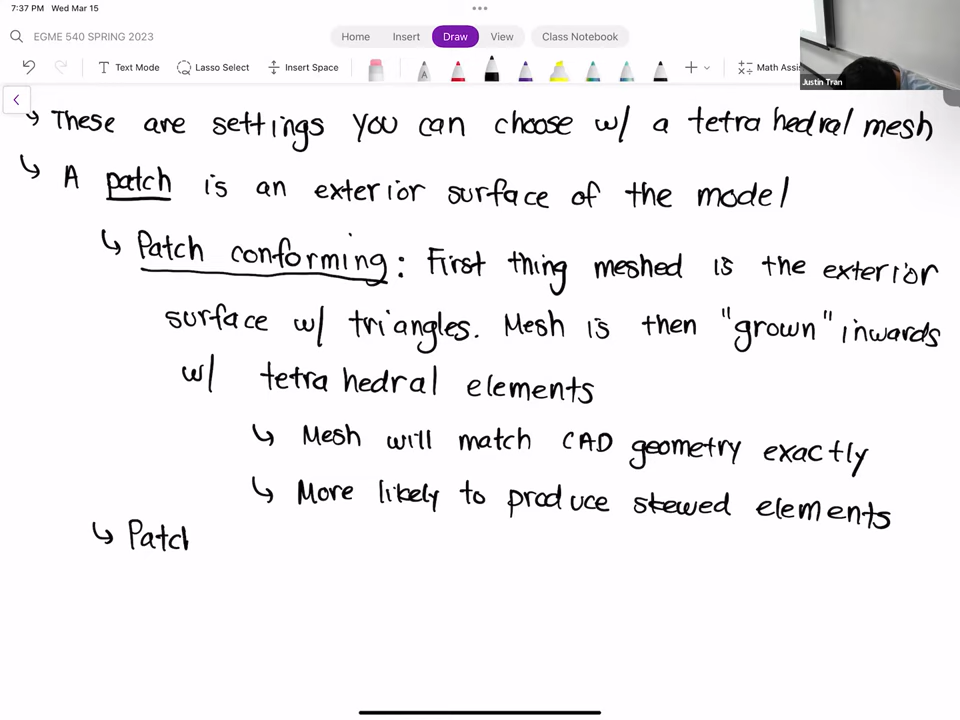 7:37 PM Wed Mar 15
EGME 540 SPRING 2023
Home Insert Draw View Class Notebook
Text Mode Lasso Select Insert Space Math Assis
Justin Tran
These are settings you can choose w/ a tetrahedral mesh
A patch is an exterior surface of the model
Patch conforming: First thing meshed is the exterior
surface w/ triangles. Mesh is then "grown" inwards
w/ tetrahedral elements
Mesh will match CAD geometry exactly
More likely to produce skewed elements
Patch